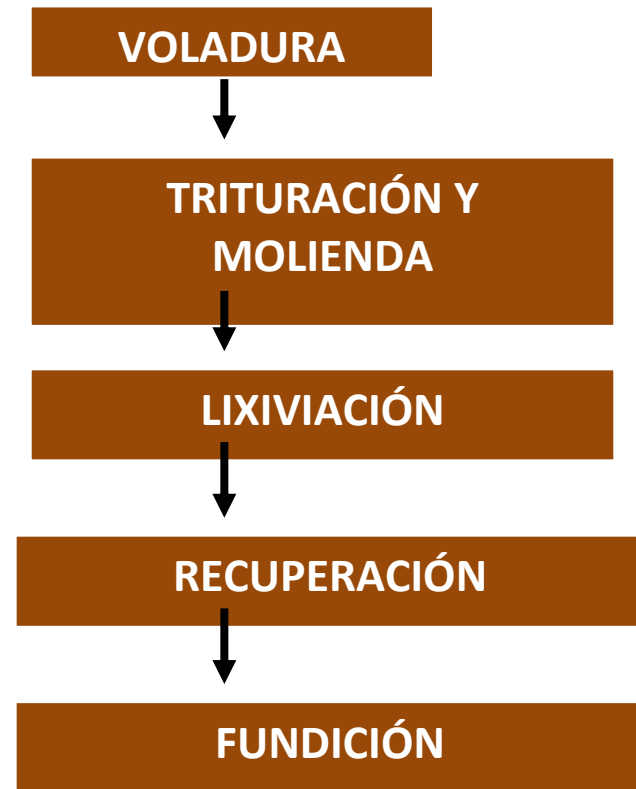 VOLADURA
TRITURACIÓN Y
MOLIENDA
LIXIVIACIÓN
RECUPERACIÓN
FUNDICIÓN